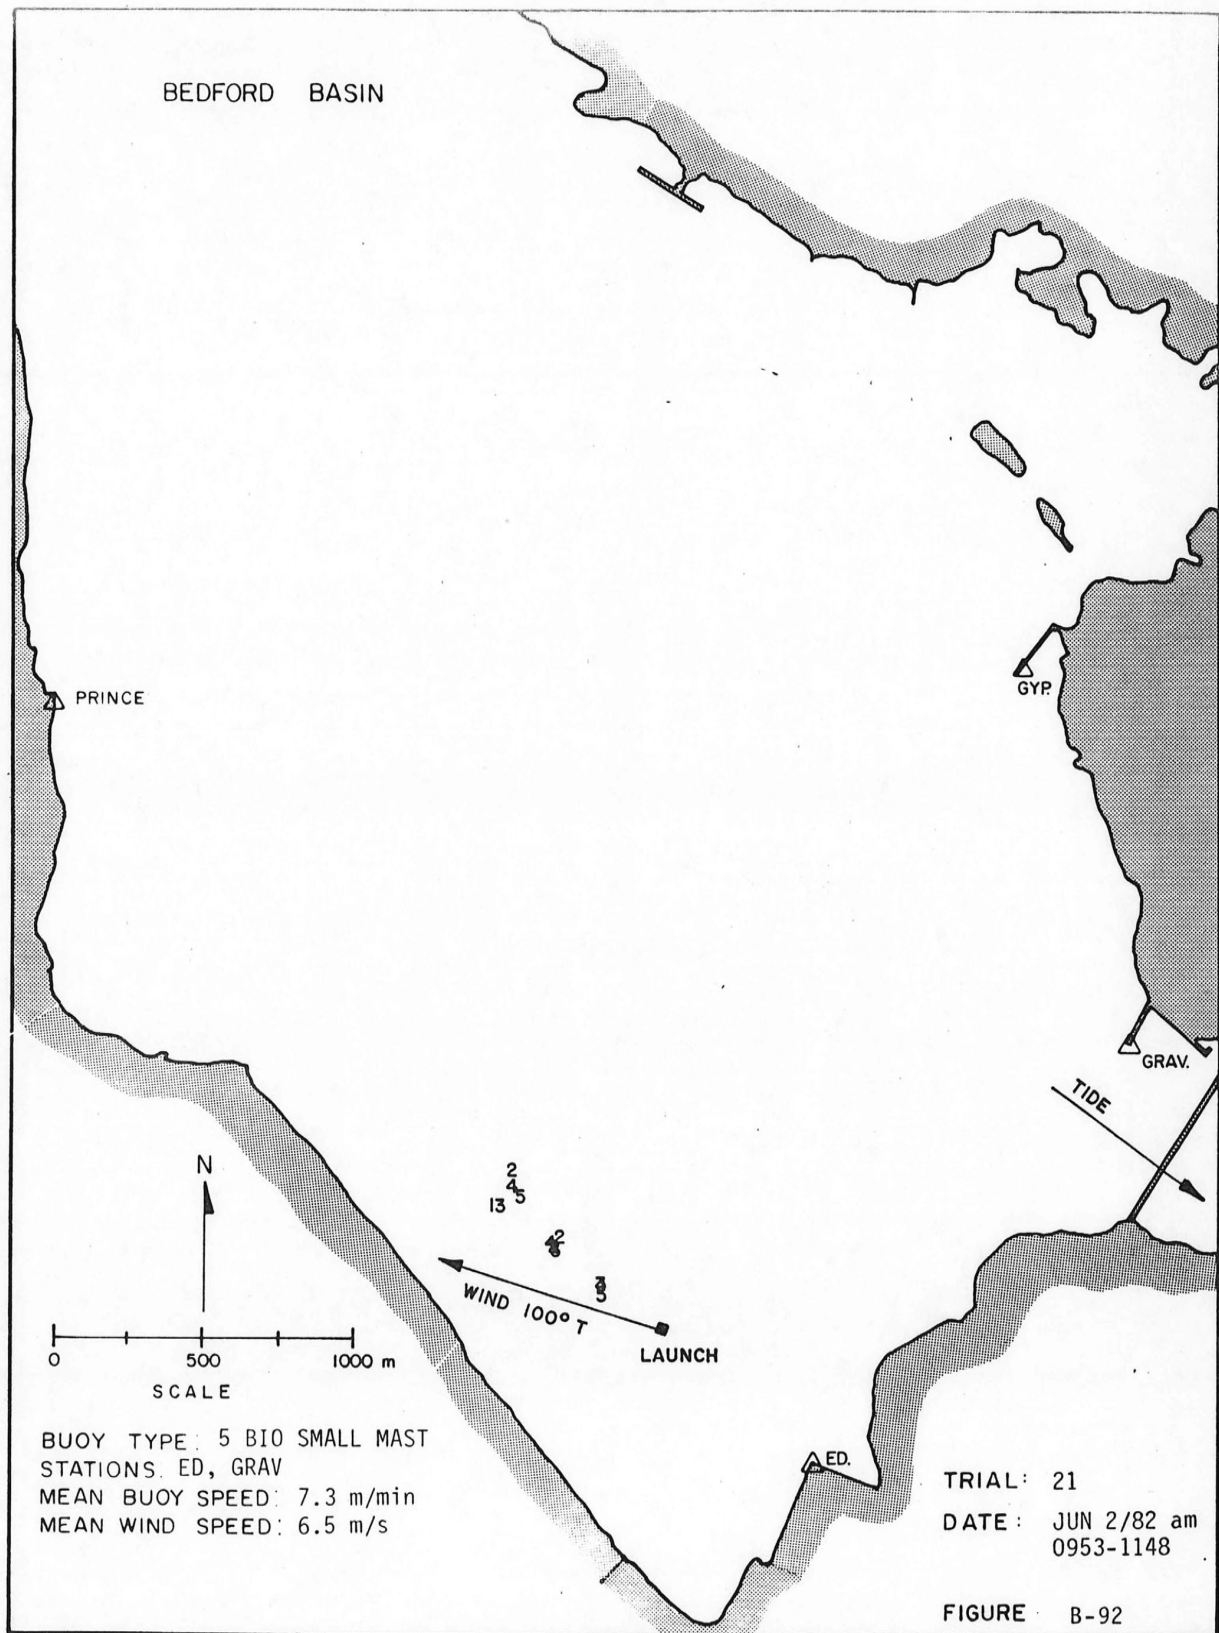 BEDFORD BASIN
PRINCE
GYP.
GRAV.
TIDE
N
2
4
5
13
2
3
5
WIND 100° T
LAUNCH
0 500 1000 m
SCALE
ED.
BUOY TYPE: 5 BIO SMALL MAST
STATIONS. ED, GRAV
MEAN BUOY SPEED: 7.3 m/min
MEAN WIND SPEED: 6.5 m/s
TRIAL: 21
DATE: JUN 2/82 am
0953-1148
FIGURE B-92